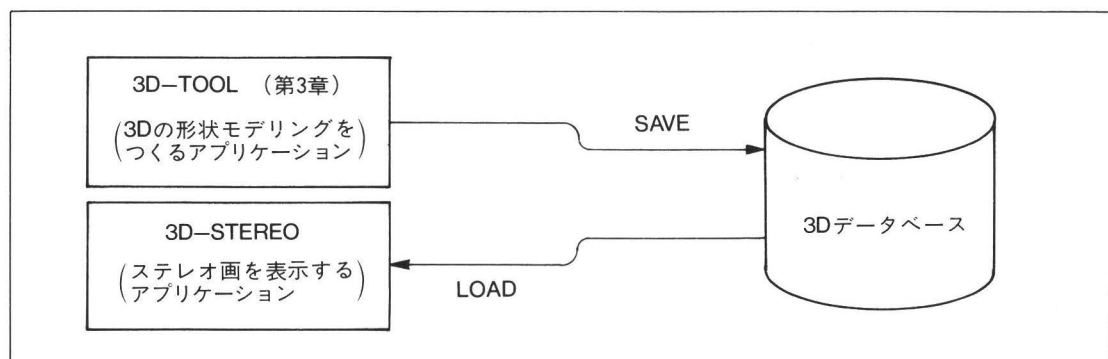 3D—TOOL （第3章）
(3Dの形状モデリングを
つくるアプリケーション)
SAVE
3Dデータベース
3D—STEREO
(ステレオ画を表示する
アプリケーション)
LOAD